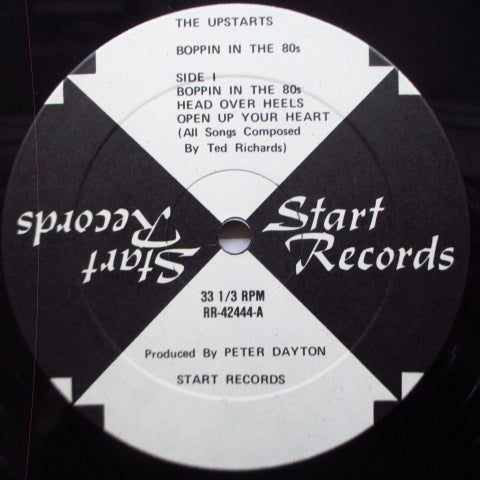 THE UPSTARTS
BOPPIN IN THE 80s
SIDE I
BOPPIN IN THE 80s
HEAD OVER HEELS
OPEN UP YOUR HEART
(All Songs Composed
By Ted Richards)
Start
Records
Start
Records
33 1/3 RPM
RR-42444-A
Produced By PETER DAYTON
START RECORDS